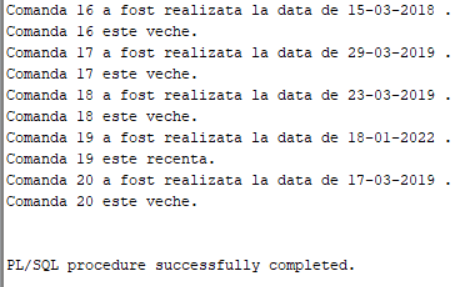 Comanda 16 a fost realizata la data de 15-03-2018 .
Comanda 16 este veche.
Comanda 17 a fost realizata la data de 29-03-2019 .
Comanda 17 este veche.
Comanda 18 a fost realizata la data de 23-03-2019 .
Comanda 18 este veche.
Comanda 19 a fost realizata la data de 18-01-2022 .
Comanda 19 este recenta.
Comanda 20 a fost realizata la data de 17-03-2019 .
Comanda 20 este veche.
PL/SQL procedure successfully completed.